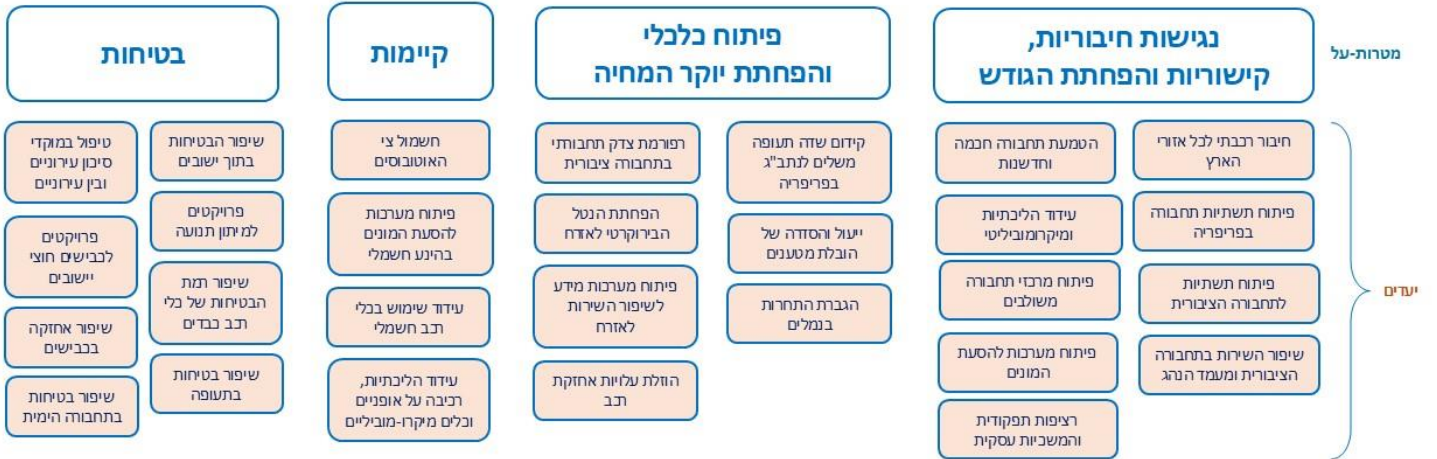 מטרות-על
נגישות חיבוריות,
קישוריות והפחתת הגודש
פיתוח כלכלי
והפחתת יוקר המחיה
קיימות
בטיחות
יעדים
חיבור רכבתי לכל אזורי
הארץ
פיתוח תשתיות תחבורה
בפריפריה
פיתוח תשתיות
לתחבורה הציבורית
שיפור השירות בתחבורה
הציבורית ומעמד הנהג
הטמעת תחבורה חכמה
וחדשנות
עידוד הליכתיות
ומיקרומוביליטי
פיתוח מרכזי תחבורה
משולבים
פיתוח מערכות להסעת
המונים
רציפות תפקודית
והמשכיות עסקית
קידום שדה תעופה
משלים לנתב"ג
בפריפריה
ייעול והסדרה של
הובלת מטענים
הגברת התחרות
בנמלים
רפורמת צדק תחבורתי
בתחבורה ציבורית
הפחתת הנטל
הבירוקרטי לאזרח
פיתוח מערכות מידע
לשיפור השירות
לאזרח
הוזלת עלויות אחזקת
רכב
חשמול צי
האוטובוסים
פיתוח מערכות
להסעת המונים
בהינע חשמלי
עידוד שימוש בכלי
רכב חשמלי
עידוד הליכתיות,
רכיבה על אופניים
וכלים מיקרו-מוביליים
שיפור הבטיחות
בתוך ישובים
פרויקטים
למיתון תנועה
שיפור רמת
הבטיחות של כלי
רכב כבדים
שיפור בטיחות
בתעופה
טיפול במוקדי
סיכון עירוניים
ובין עירוניים
פרויקטים
לכבישים חוצי
יישובים
שיפור אחזקה
בכבישים
שיפור בטיחות
בתחבורה הימית